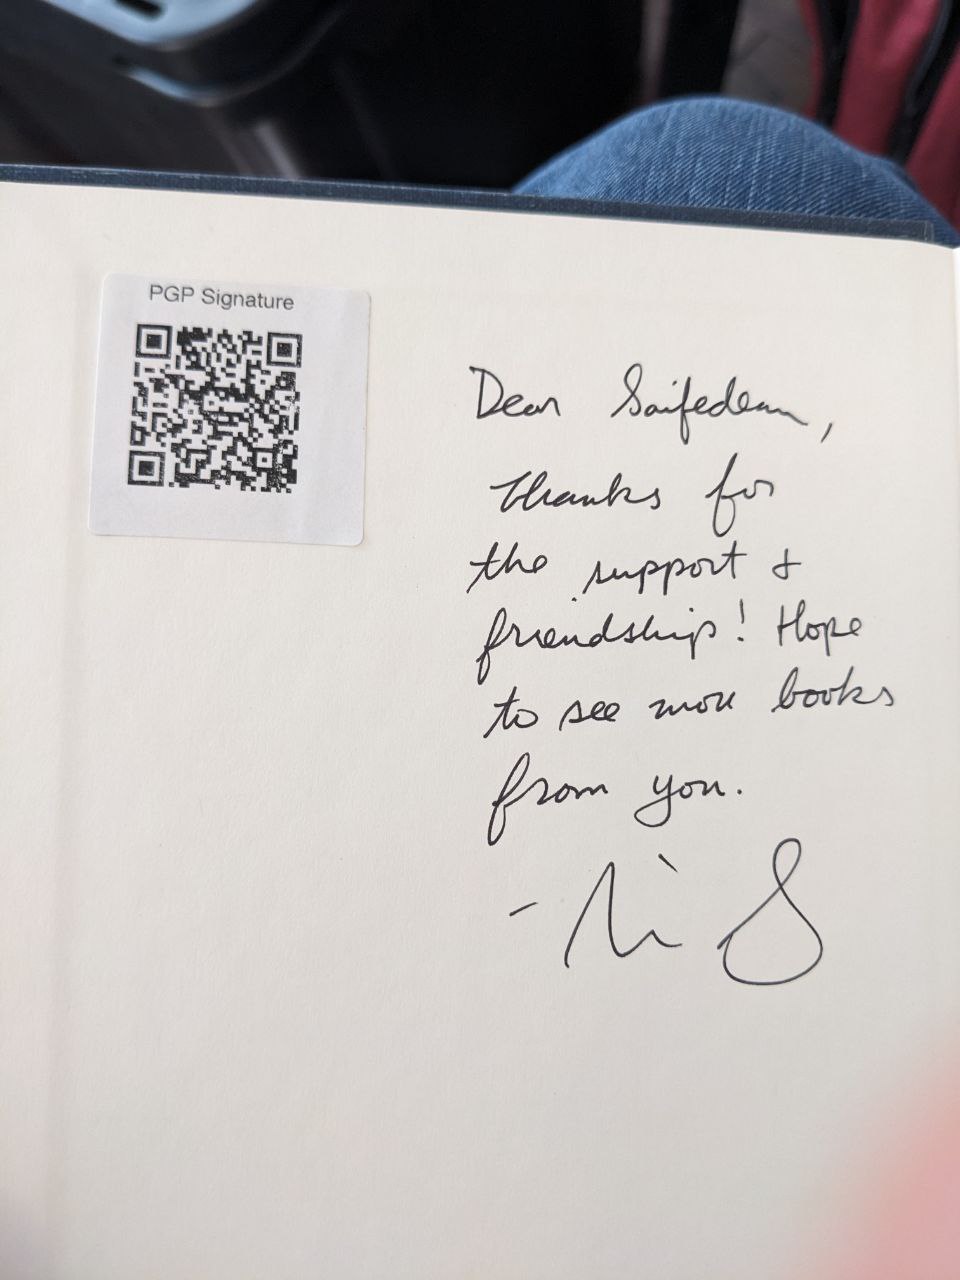 PGP Signature
Dear Saifedean,
Thanks for
the support &
friendship! Hope
to see more books
from you.